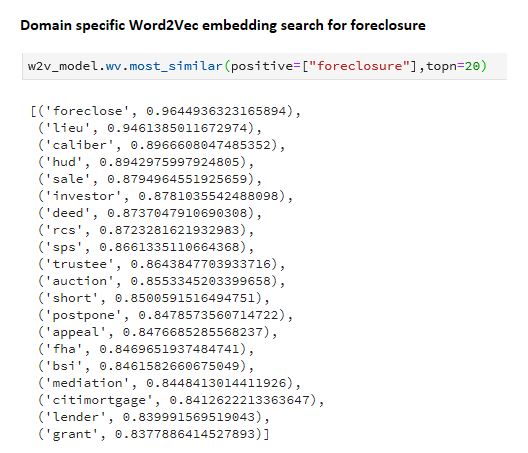 Domain specific Word2Vec embedding search for foreclosure
w2v_model.wv.most_similar(positive=["foreclosure"],topn=20)
[('foreclose', 0.9644936323165894),
('lieu', 0.9461385011672974),
('caliber', 0.8966608047485352),
('hud', 0.8942975997924805),
('sale', 0.8794964551925659),
('investor', 0.8781035542488098),
('deed', 0.8737047910690308),
('rcs', 0.8723281621932983),
('sps', 0.8661335110664368),
('trustee', 0.8643847703933716),
('auction', 0.8553345203399658),
('short', 0.8500591516494751),
('postpone', 0.8478573560714722),
('appeal', 0.8476685285568237),
('fha', 0.8469651937484741),
('bsi', 0.8461582660675049),
('mediation', 0.8448413014411926),
('citimortgage', 0.8412622213363647),
('lender', 0.839991569519043),
('grant', 0.8377886414527893)]